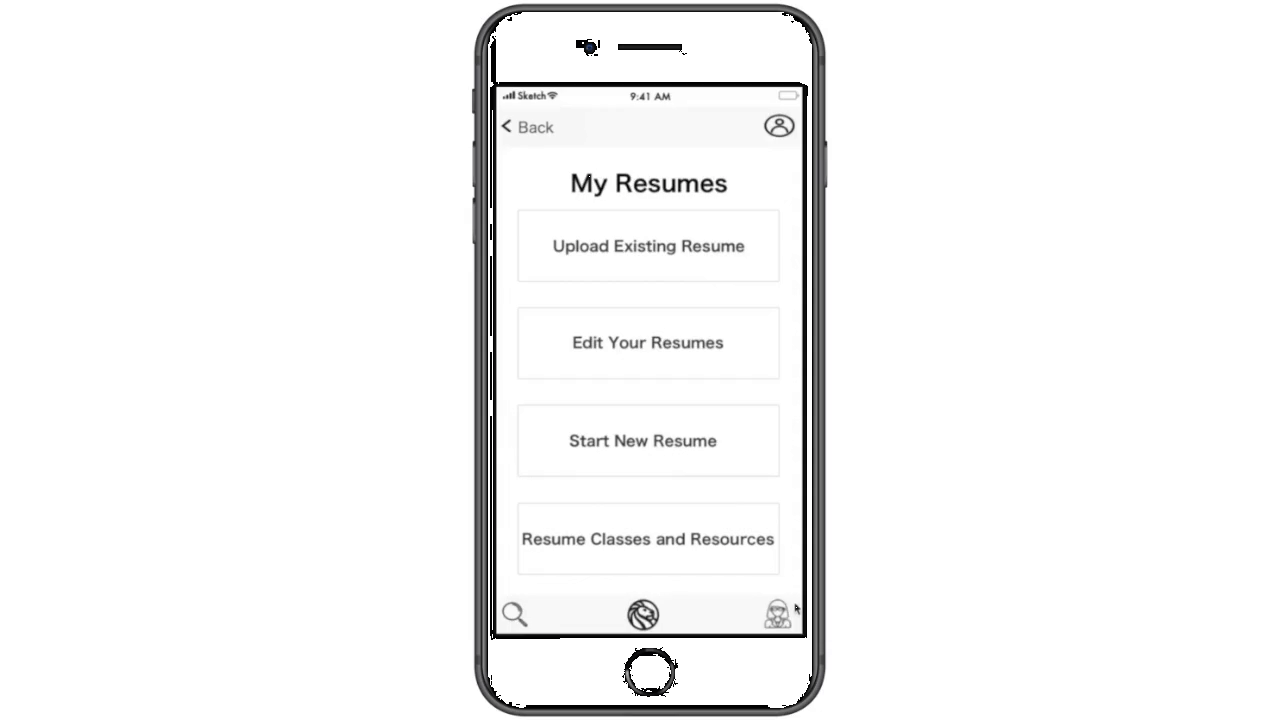 Sketch 9:41 AM
Back
My Resumes
Upload Existing Resume
Edit Your Resumes
Start New Resume
Resume Classes and Resources